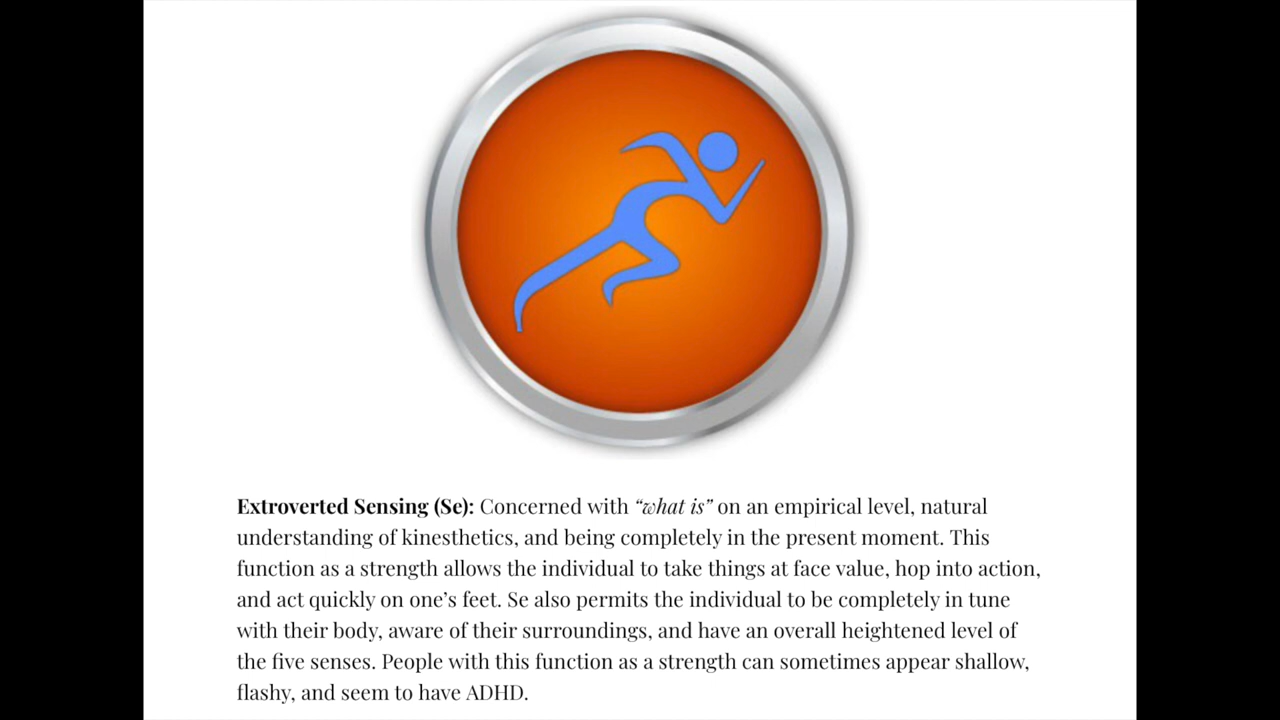 Extroverted Sensing (Se): Concerned with “what is” on an empirical level, natural
understanding of kinesthetics, and being completely in the present moment. This
function as a strength allows the individual to take things at face value, hop into action,
and act quickly on one’s feet. Se also permits the individual to be completely in tune
with their body, aware of their surroundings, and have an overall heightened level of
the five senses. People with this function as a strength can sometimes appear shallow,
flashy, and seem to have ADHD.